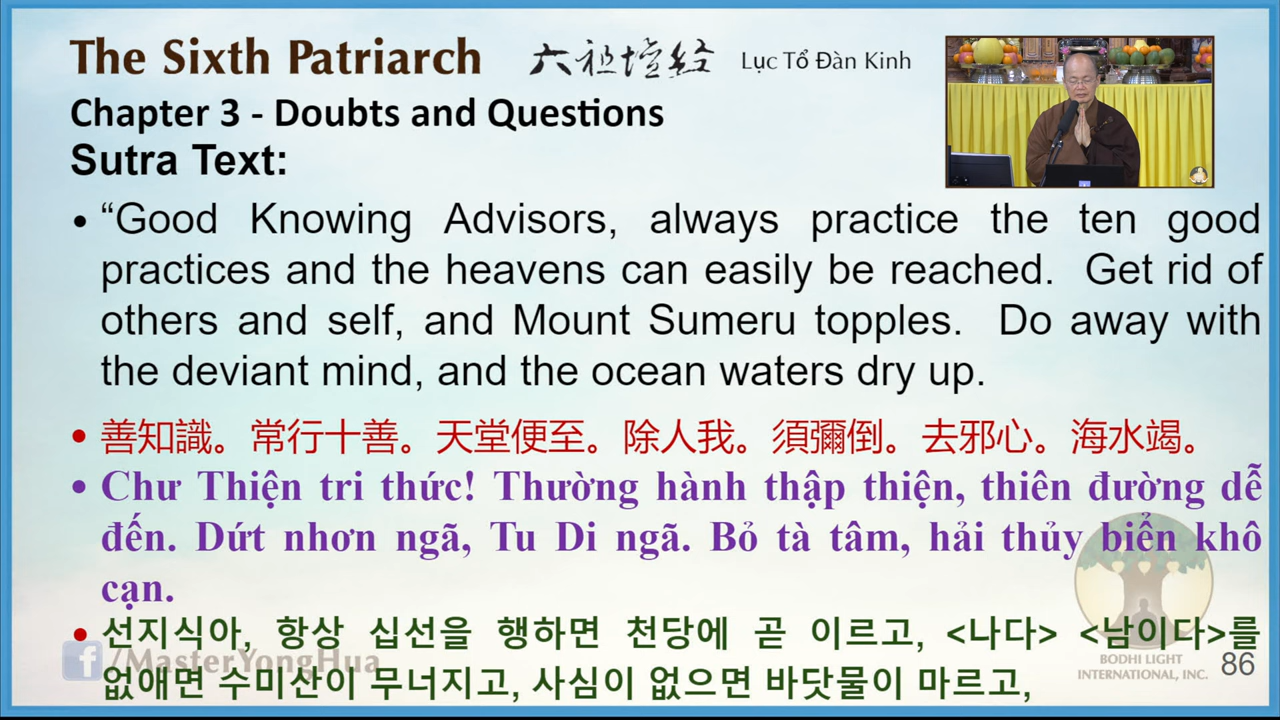 The Sixth Patriarch 六祖壇経 Lục Tổ Đàn Kinh
Chapter 3 - Doubts and Questions
Sutra Text:
• “Good Knowing Advisors, always practice the ten good
practices and the heavens can easily be reached. Get rid of
others and self, and Mount Sumeru topples. Do away with
the deviant mind, and the ocean waters dry up.
• 善知識。常行十善。天堂便至。除人我。須彌倒。去邪心。海水竭。
• Chư Thiện tri thức! Thường hành thập thiện, thiên đường dễ
đến. Dứt nhơn ngã, Tu Di ngã. Bỏ tà tâm, hải thủy biển khô
cạn.
• 선지식아, 항상 십선을 행하면 천당에 곧 이르고, <나다> <남이다>를
없애면 수미산이 무너지고, 사심이 없으면 바닷물이 마르고,
f/MasterYongHua
BODHI LIGHT
INTERNATIONAL, INC.
86